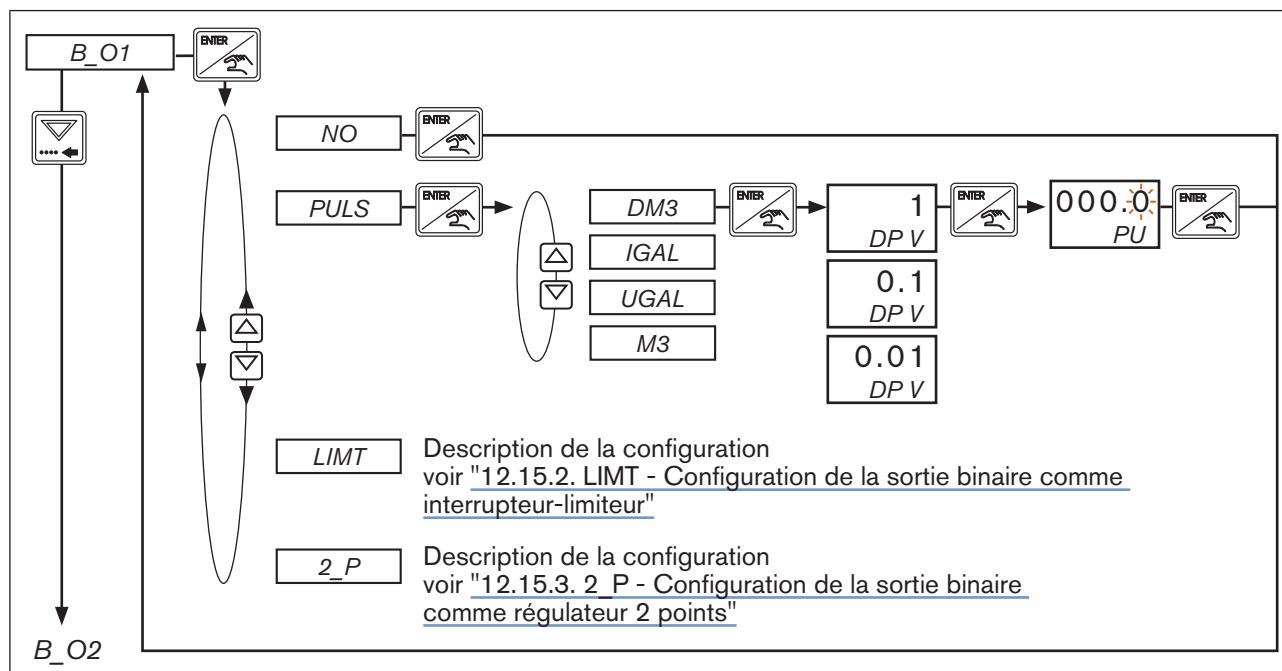 B_O1
ENTER
NO
ENTER
PULS
ENTER
DM3
IGAL
UGAL
M3
ENTER
1
DP V
0.1
DP V
0.01
DP V
ENTER
000.0
PU
ENTER
LIMT
Description de la configuration
voir "12.15.2. LIMT - Configuration de la sortie binaire comme
interrupteur-limiteur"
2_P
Description de la configuration
voir "12.15.3. 2_P - Configuration de la sortie binaire
comme régulateur 2 points"
B_O2